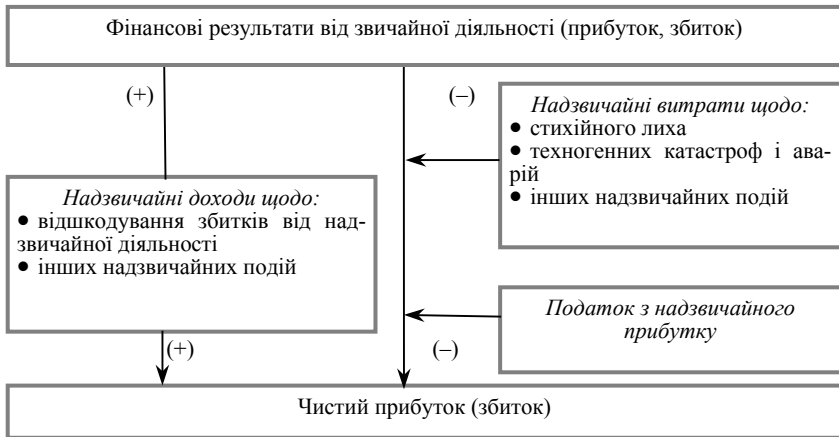 Фінансові результати від звичайної діяльності (прибуток, збиток)
(+)
(–)
Надзвичайні витрати щодо:
● стихійного лиха
● техногенних катастроф і ава-
рій
● інших надзвичайних подій
Надзвичайні доходи щодо:
● відшкодування збитків від над-
звичайної діяльності
● інших надзвичайних подій
Податок з надзвичайного
прибутку
(+)
(–)
Чистий прибуток (збиток)